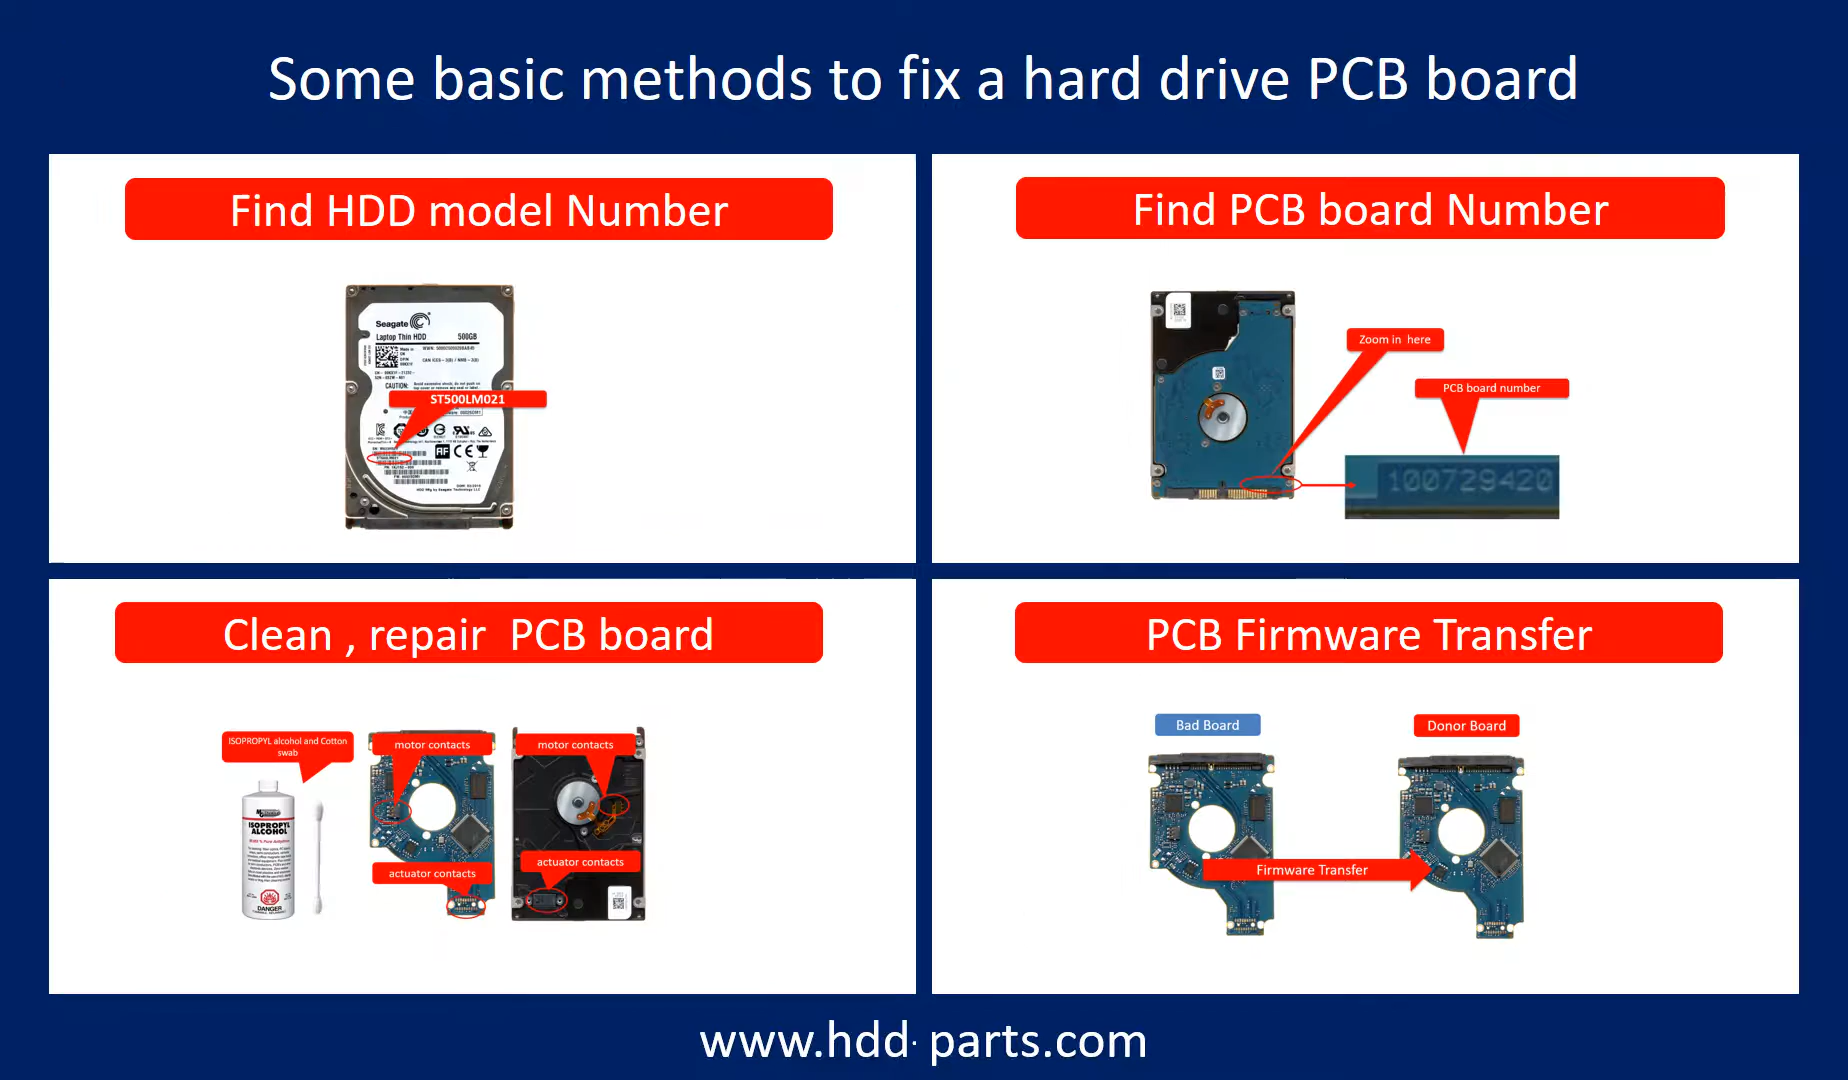 Some basic methods to fix a hard drive PCB board
Find HDD model Number
Seagate
Laptop Thin HDD 500GB
CAUTION:
ST500LM021
Find PCB board Number
Zoom in here
PCB board number
100729420
Clean , repair PCB board
ISOPROPYL alcohol and Cotton
swab
motor contacts
motor contacts
ISOPROPYL
ALCOHOL
DANGER
actuator contacts
actuator contacts
PCB Firmware Transfer
Bad Board
Donor Board
Firmware Transfer
www.hdd-parts.com